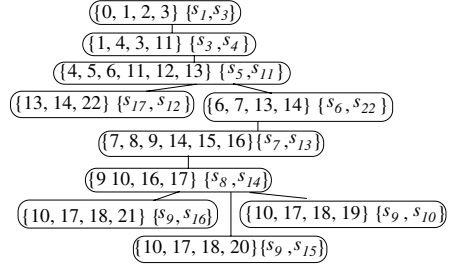 {0, 1, 2, 3} {s1,s3}
{1, 4, 3, 11} {s3 ,s4}
{4, 5, 6, 11, 12, 13} {s5 ,s11}
{13, 14, 22} {s17 ,s12}
{6, 7, 13, 14} {s6 ,s22}
{7, 8, 9, 14, 15, 16}{s7 ,s13}
{9 10, 16, 17} {s8 ,s14}
{10, 17, 18, 21} {s9 ,s16}
{10, 17, 18, 19} {s9 , s10}
{10, 17, 18, 20}{s9 ,s15}